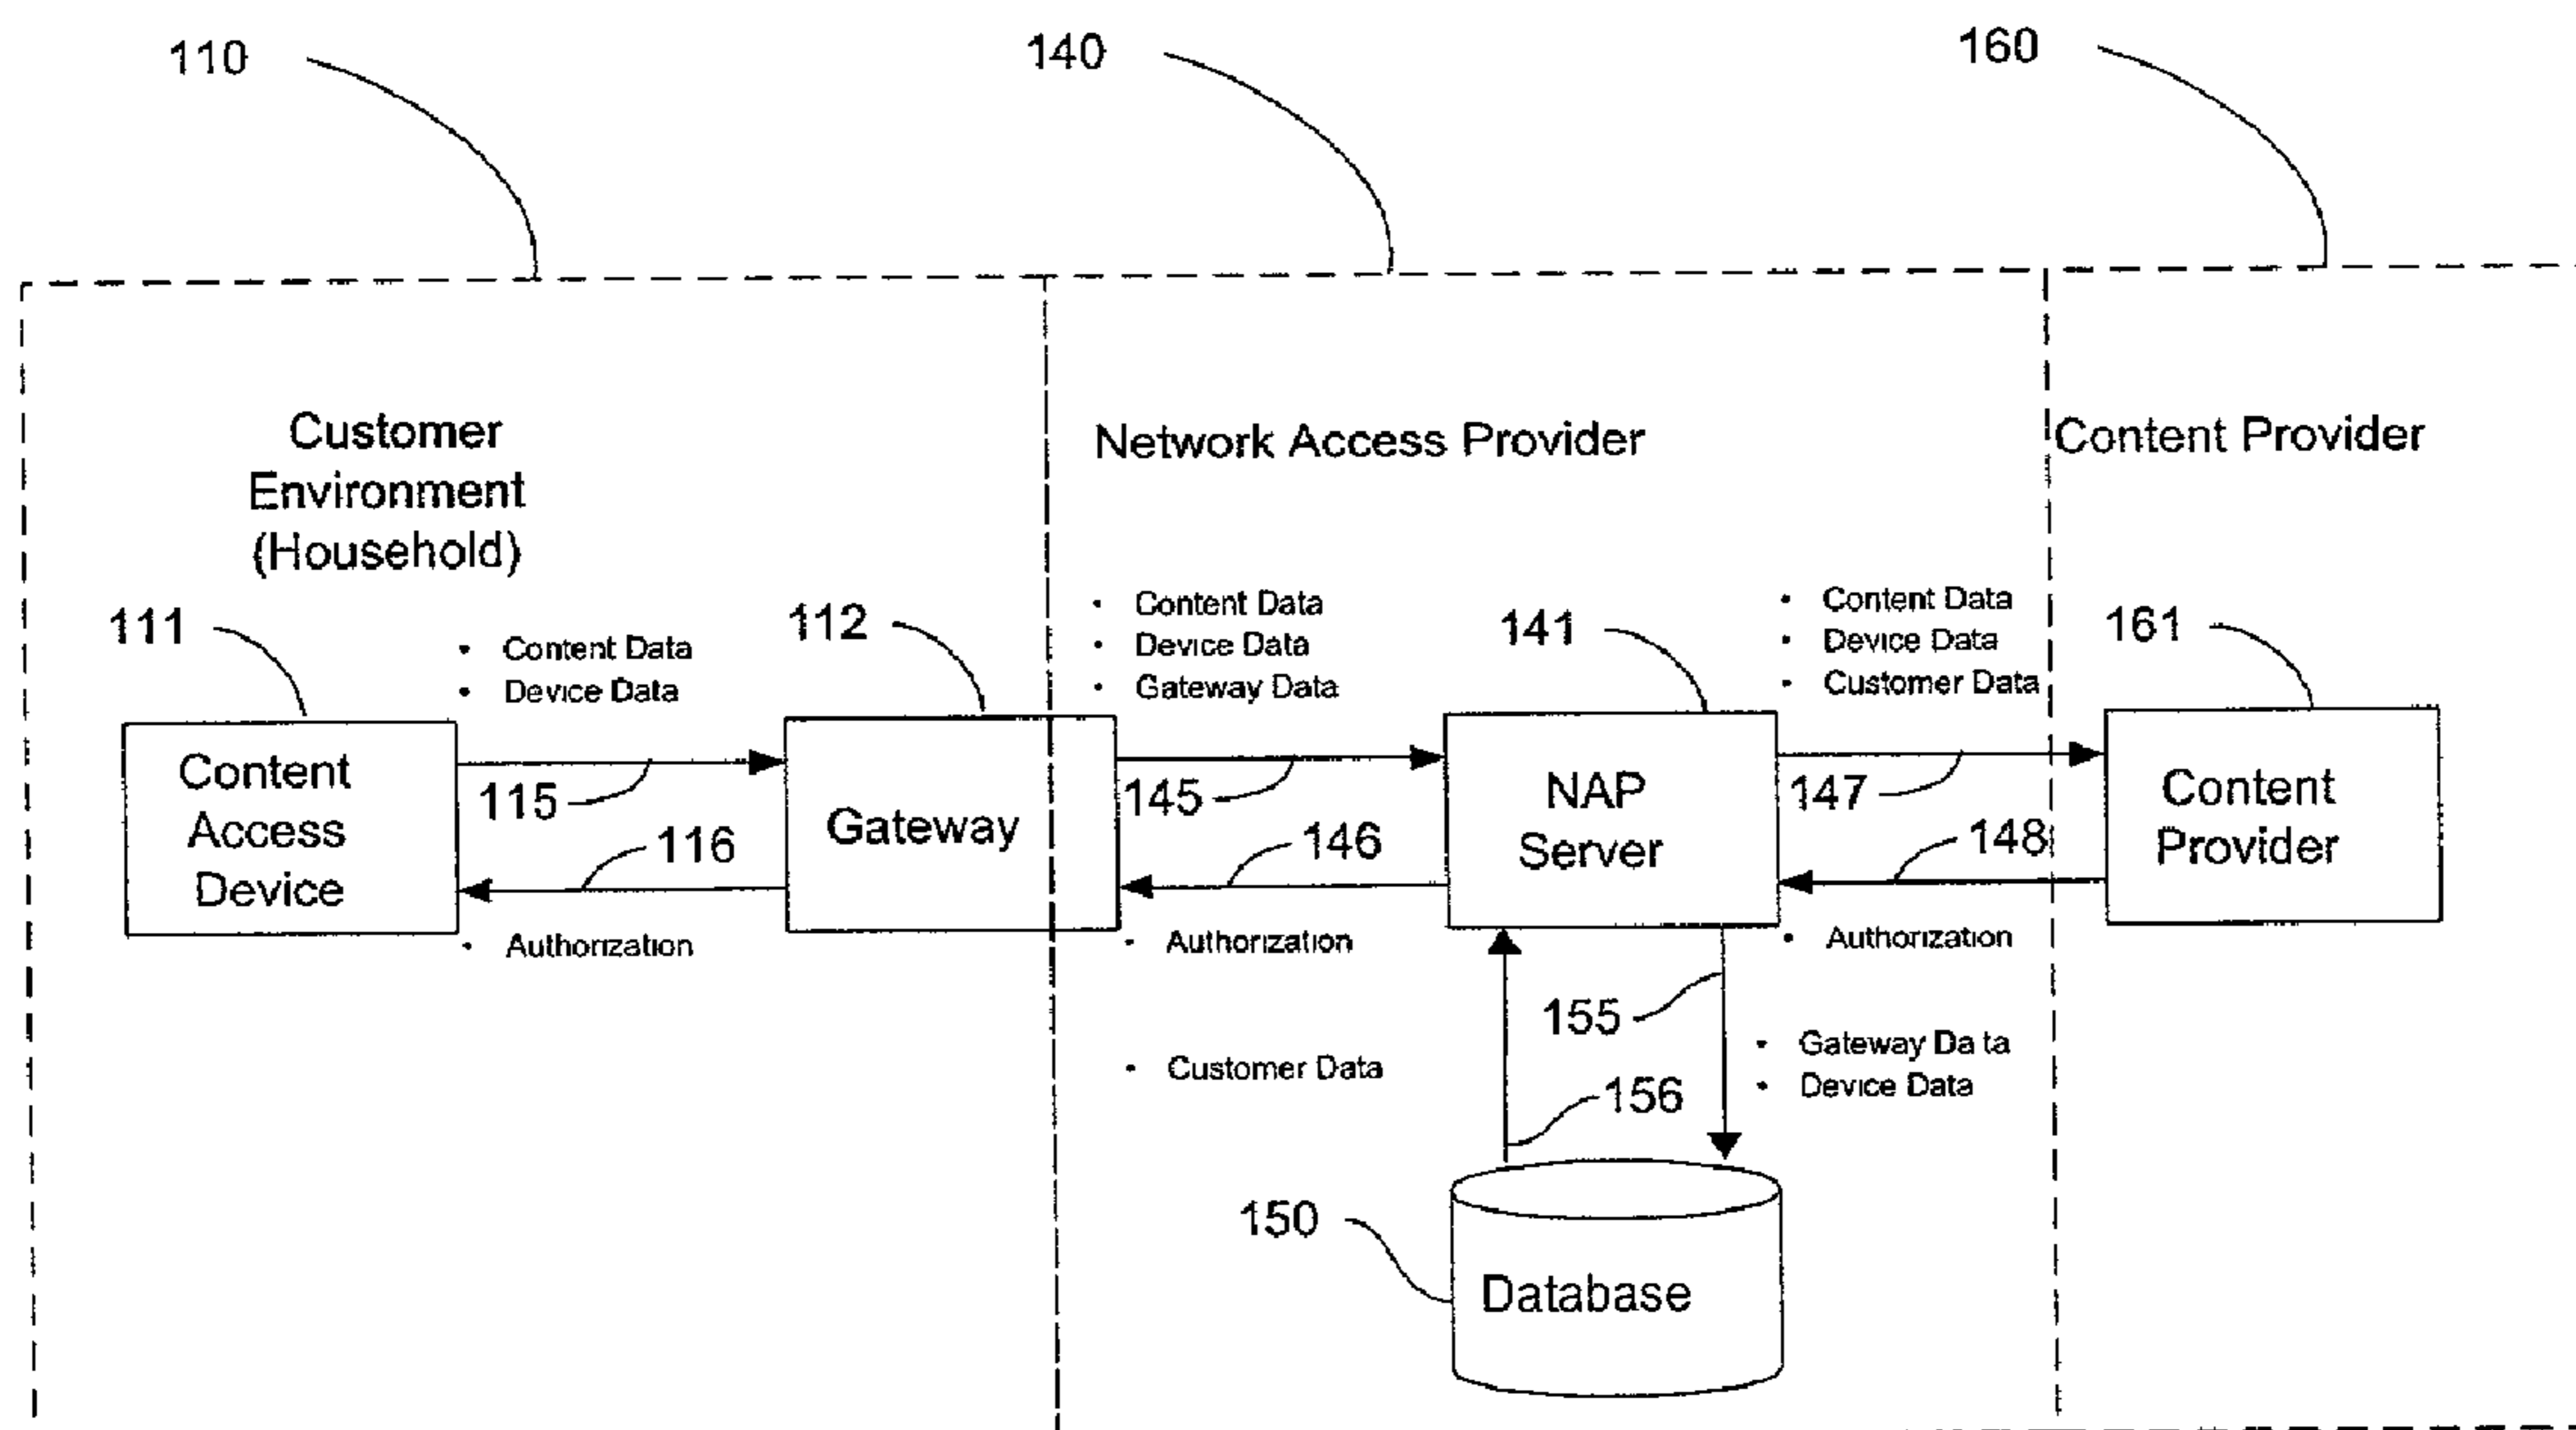 110
140
160
Customer
Environment
(Household)
Network Access Provider
Content Provider
111
• Content Data
• Device Data
112
• Content Data
• Device Data
• Gateway Data
141
• Content Data
• Device Data
• Customer Data
161
Content
Access
Device
115
116
• Authorization
Gateway
145
146
• Authorization
NAP
Server
147
148
• Authorization
Content
Provider
155
• Gateway Data
• Device Data
• Customer Data
156
150
Database